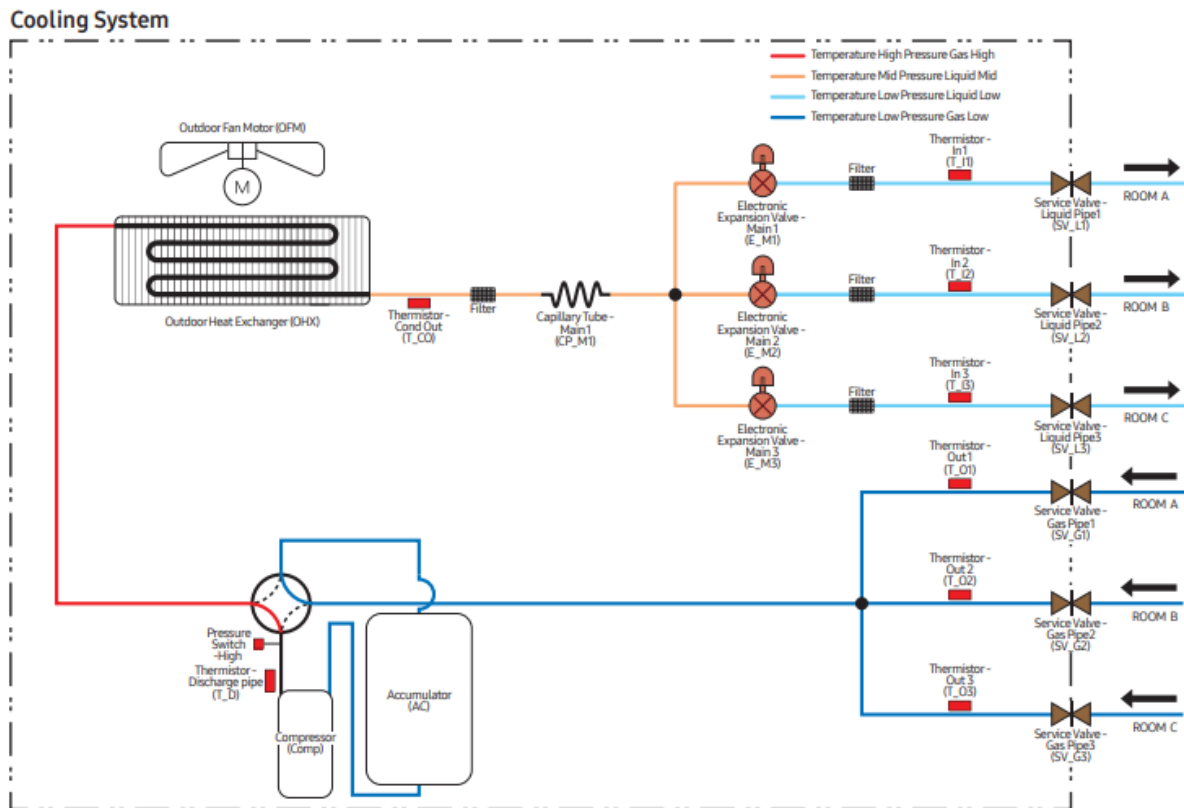 Cooling System
Temperature High Pressure Gas High
Temperature Mid Pressure Liquid Mid
Temperature Low Pressure Liquid Low
Temperature Low Pressure Gas Low
Outdoor Fan Motor (OFM)
M
Outdoor Heat Exchanger (OHX)
Thermistor -
Cond Out
(T_CO)
Filter
Capillary Tube -
Main 1
(CP_M1)
Electronic
Expansion Valve -
Main 1
(E_M1)
Filter
Thermistor -
In 1
(T_I1)
Service Valve -
Liquid Pipe1
(SV_L1)
ROOM A
Electronic
Expansion Valve -
Main 2
(E_M2)
Filter
Thermistor -
In 2
(T_I2)
Service Valve -
Liquid Pipe2
(SV_L2)
ROOM B
Electronic
Expansion Valve -
Main 3
(E_M3)
Filter
Thermistor -
In 3
(T_I3)
Service Valve -
Liquid Pipe3
(SV_L3)
ROOM C
Thermistor -
Out 1
(T_O1)
Service Valve -
Gas Pipe1
(SV_G1)
ROOM A
Thermistor -
Out 2
(T_O2)
Service Valve -
Gas Pipe2
(SV_G2)
ROOM B
Thermistor -
Out 3
(T_O3)
Service Valve -
Gas Pipe3
(SV_G3)
ROOM C
Pressure
Switch
-High
Thermistor -
Discharge pipe
(T_D)
Compressor
(Comp)
Accumulator
(AC)